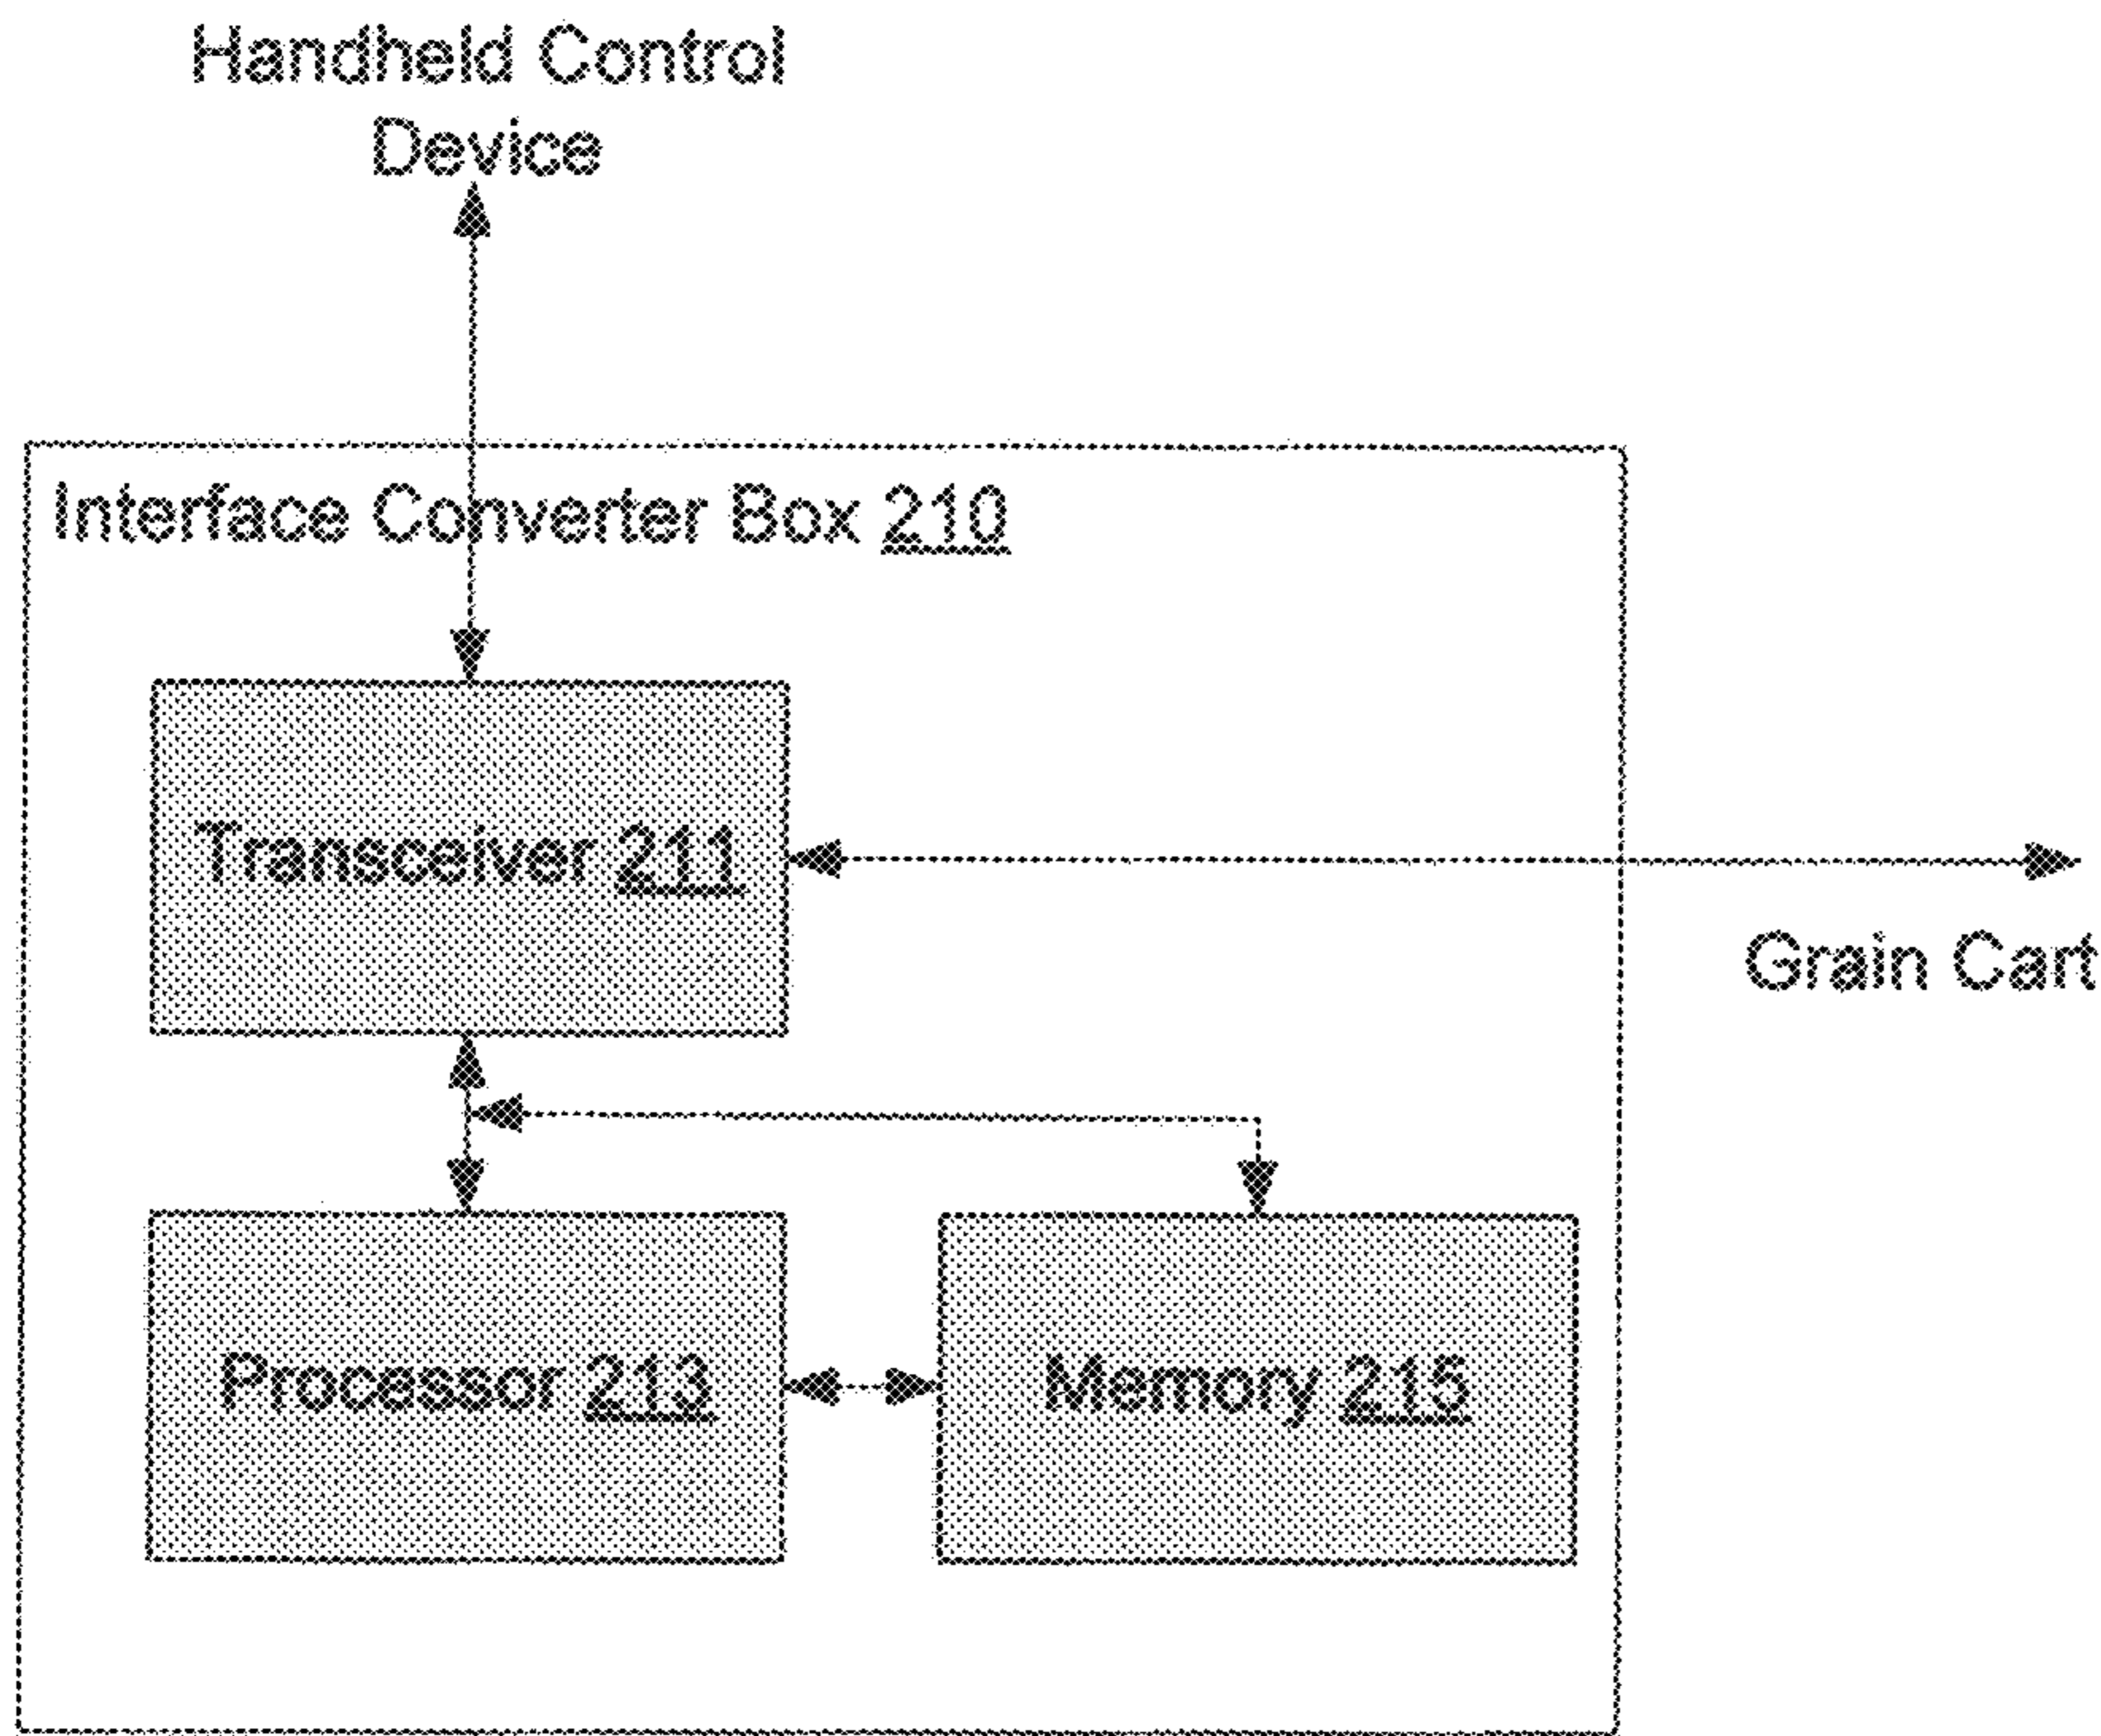 Handheld Control
Device
Interface Converter Box 210
Transceiver 211
Grain Cart
Processor 213
Memory 215